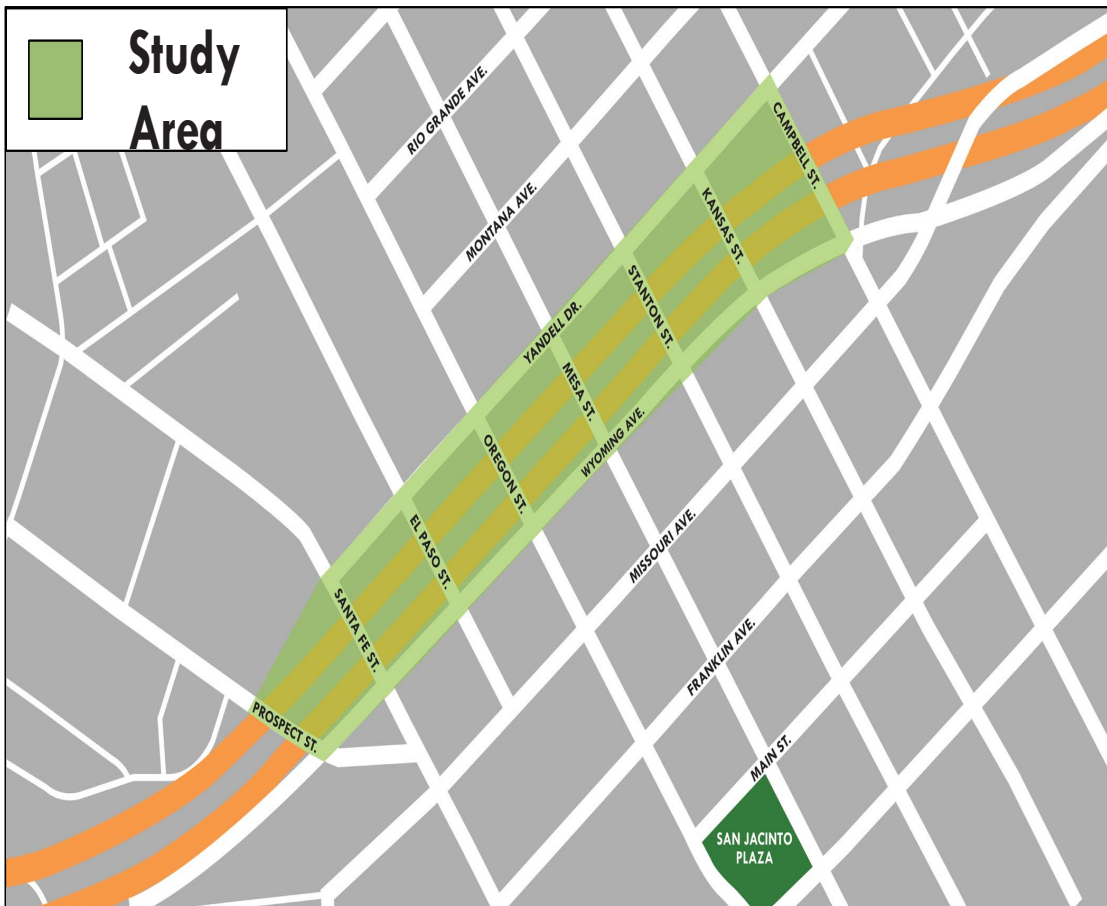 Study
Area
RIO GRANDE AVE.
CAMPBELL ST.
MONTANA AVE.
KANSAS ST.
STANTON ST.
YANDELL DR.
MESA ST.
WYOMING AVE.
OREGON ST.
EL PASO ST.
MISSOURI AVE.
SANTA FE ST.
FRANKLIN AVE.
PROSPECT ST.
MAIN ST.
SAN JACINTO
PLAZA